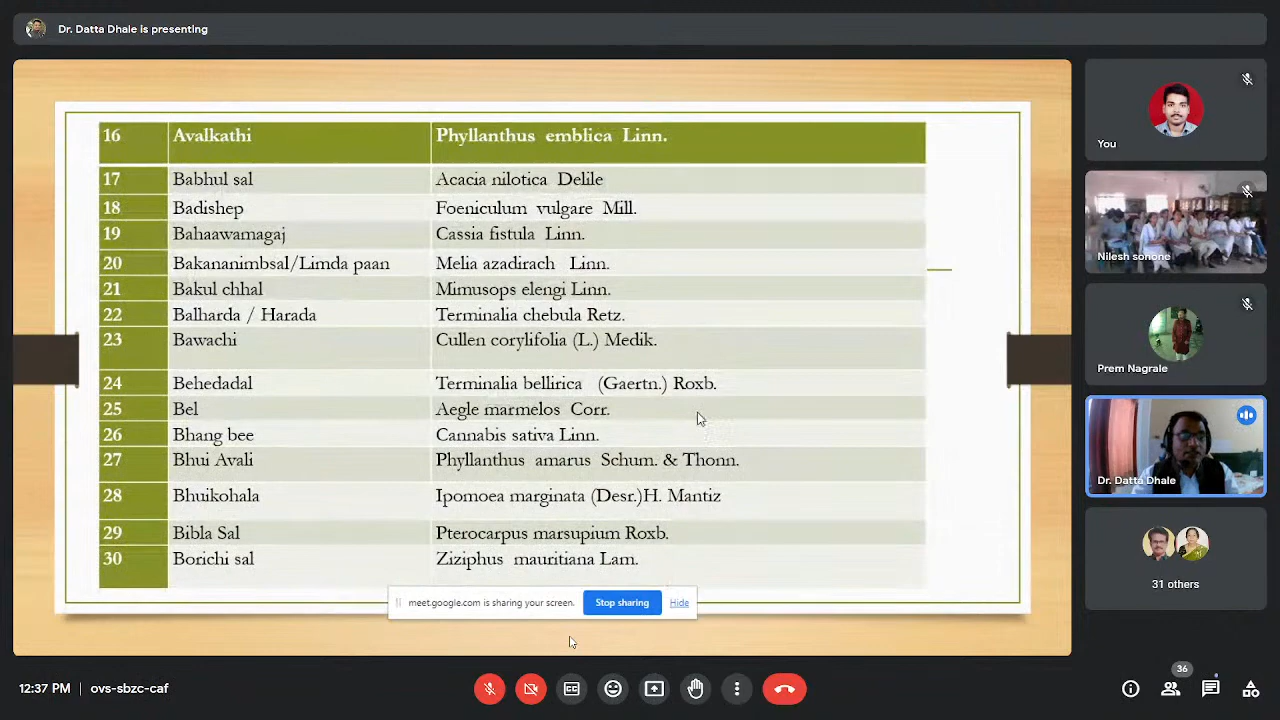 Dr. Datta Dhale is presenting
16 Avalkathi Phyllanthus emblica Linn.
17 Babhul sal Acacia nilotica Delile
18 Badishep Foeniculum vulgare Mill.
19 Bahaawamagaj Cassia fistula Linn.
20 Bakananimbsal/Limda paan Melia azadirach Linn.
21 Bakul chhal Mimusops elengi Linn.
22 Balharda / Harada Terminalia chebula Retz.
23 Bawachi Cullen corylifolia (L.) Medik.
24 Behedadal Terminalia bellirica (Gaertn.) Roxb.
25 Bel Aegle marmelos Corr.
26 Bhang bee Cannabis sativa Linn.
27 Bhui Avali Phyllanthus amarus Schum. & Thonn.
28 Bhuikohala Ipomoea marginata (Desr.)H. Mantiz
29 Bibla Sal Pterocarpus marsupium Roxb.
30 Borichi sal Ziziphus mauritiana Lam.
meet.google.com is sharing your screen. Stop sharing Hide
You
Nilesh sonone
Prem Nagrale
Dr. Datta Dhale
31 others
12:37 PM | ovs-sbzc-caf
36